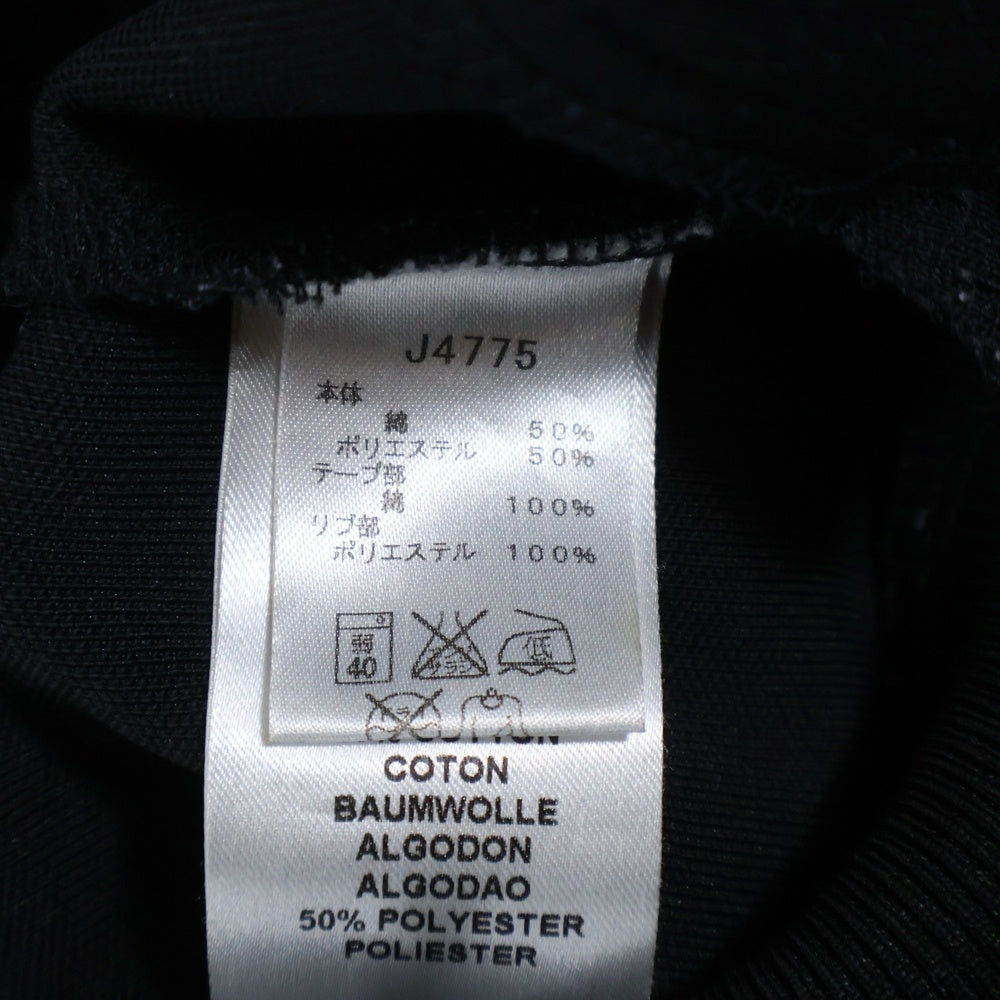 J4775
本体
綿 50%
ポリエステル 50%
テープ部
綿 100%
リブ部
ポリエステル 100%
弱
40
低
COTON
BAUMWOLLE
ALGODON
ALGODAO
50% POLYESTER
POLIESTER